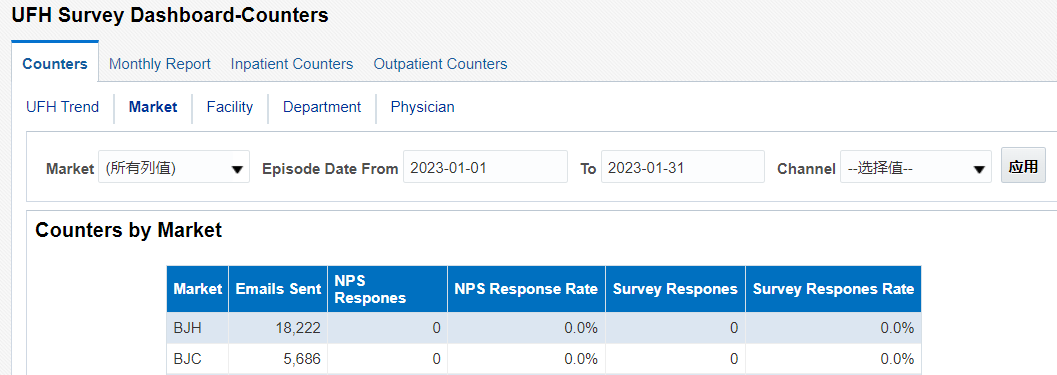 UFH Survey Dashboard-Counters
Counters Monthly Report Inpatient Counters Outpatient Counters
UFH Trend Market Facility Department Physician
Market (所有列值) Episode Date From 2023-01-01 To 2023-01-31 Channel --选择值-- 应用
Counters by Market
Market Emails Sent NPS Respones NPS Response Rate Survey Respones Survey Respones Rate
BJH 18,222 0 0.0% 0 0.0%
BJC 5,686 0 0.0% 0 0.0%